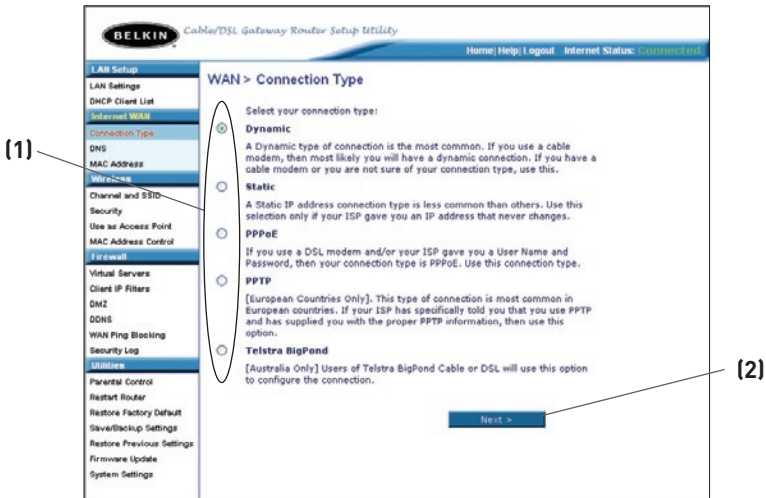 BELKIN
Cable/DSL Gateway Router Setup Utility
Home|Help|Logout Internet Status: Connected
LAN Setup
LAN Settings
DHCP Client List
Internet WAN
Connection Type
DNS
MAC Address
Wireless
Channel and SSID
Security
Use as Access Point
MAC Address Control
Firewall
Virtual Servers
Client IP Filters
DMZ
DDNS
WAN Ping Blocking
Security Log
Utilities
Parental Control
Restart Router
Restore Factory Default
Save/Backup Settings
Restore Previous Settings
Firmware Update
System Settings
(1)
WAN > Connection Type
Select your connection type:
Dynamic
A Dynamic type of connection is the most common. If you use a cable
modem, then most likely you will have a dynamic connection. If you have a
cable modem or you are not sure of your connection type, use this.
Static
A Static IP address connection type is less common than others. Use this
selection only if your ISP gave you an IP address that never changes.
PPPoE
If you use a DSL modem and/or your ISP gave you a User Name and
Password, then your connection type is PPPoE. Use this connection type.
PPTP
[European Countries Only]. This type of connection is most common in
European countries. If your ISP has specifically told you that you use PPTP
and has supplied you with the proper PPTP information, then use this
option.
Telstra BigPond
[Australia Only] Users of Telstra BigPond Cable or DSL will use this option
to configure the connection.
Next >
(2)